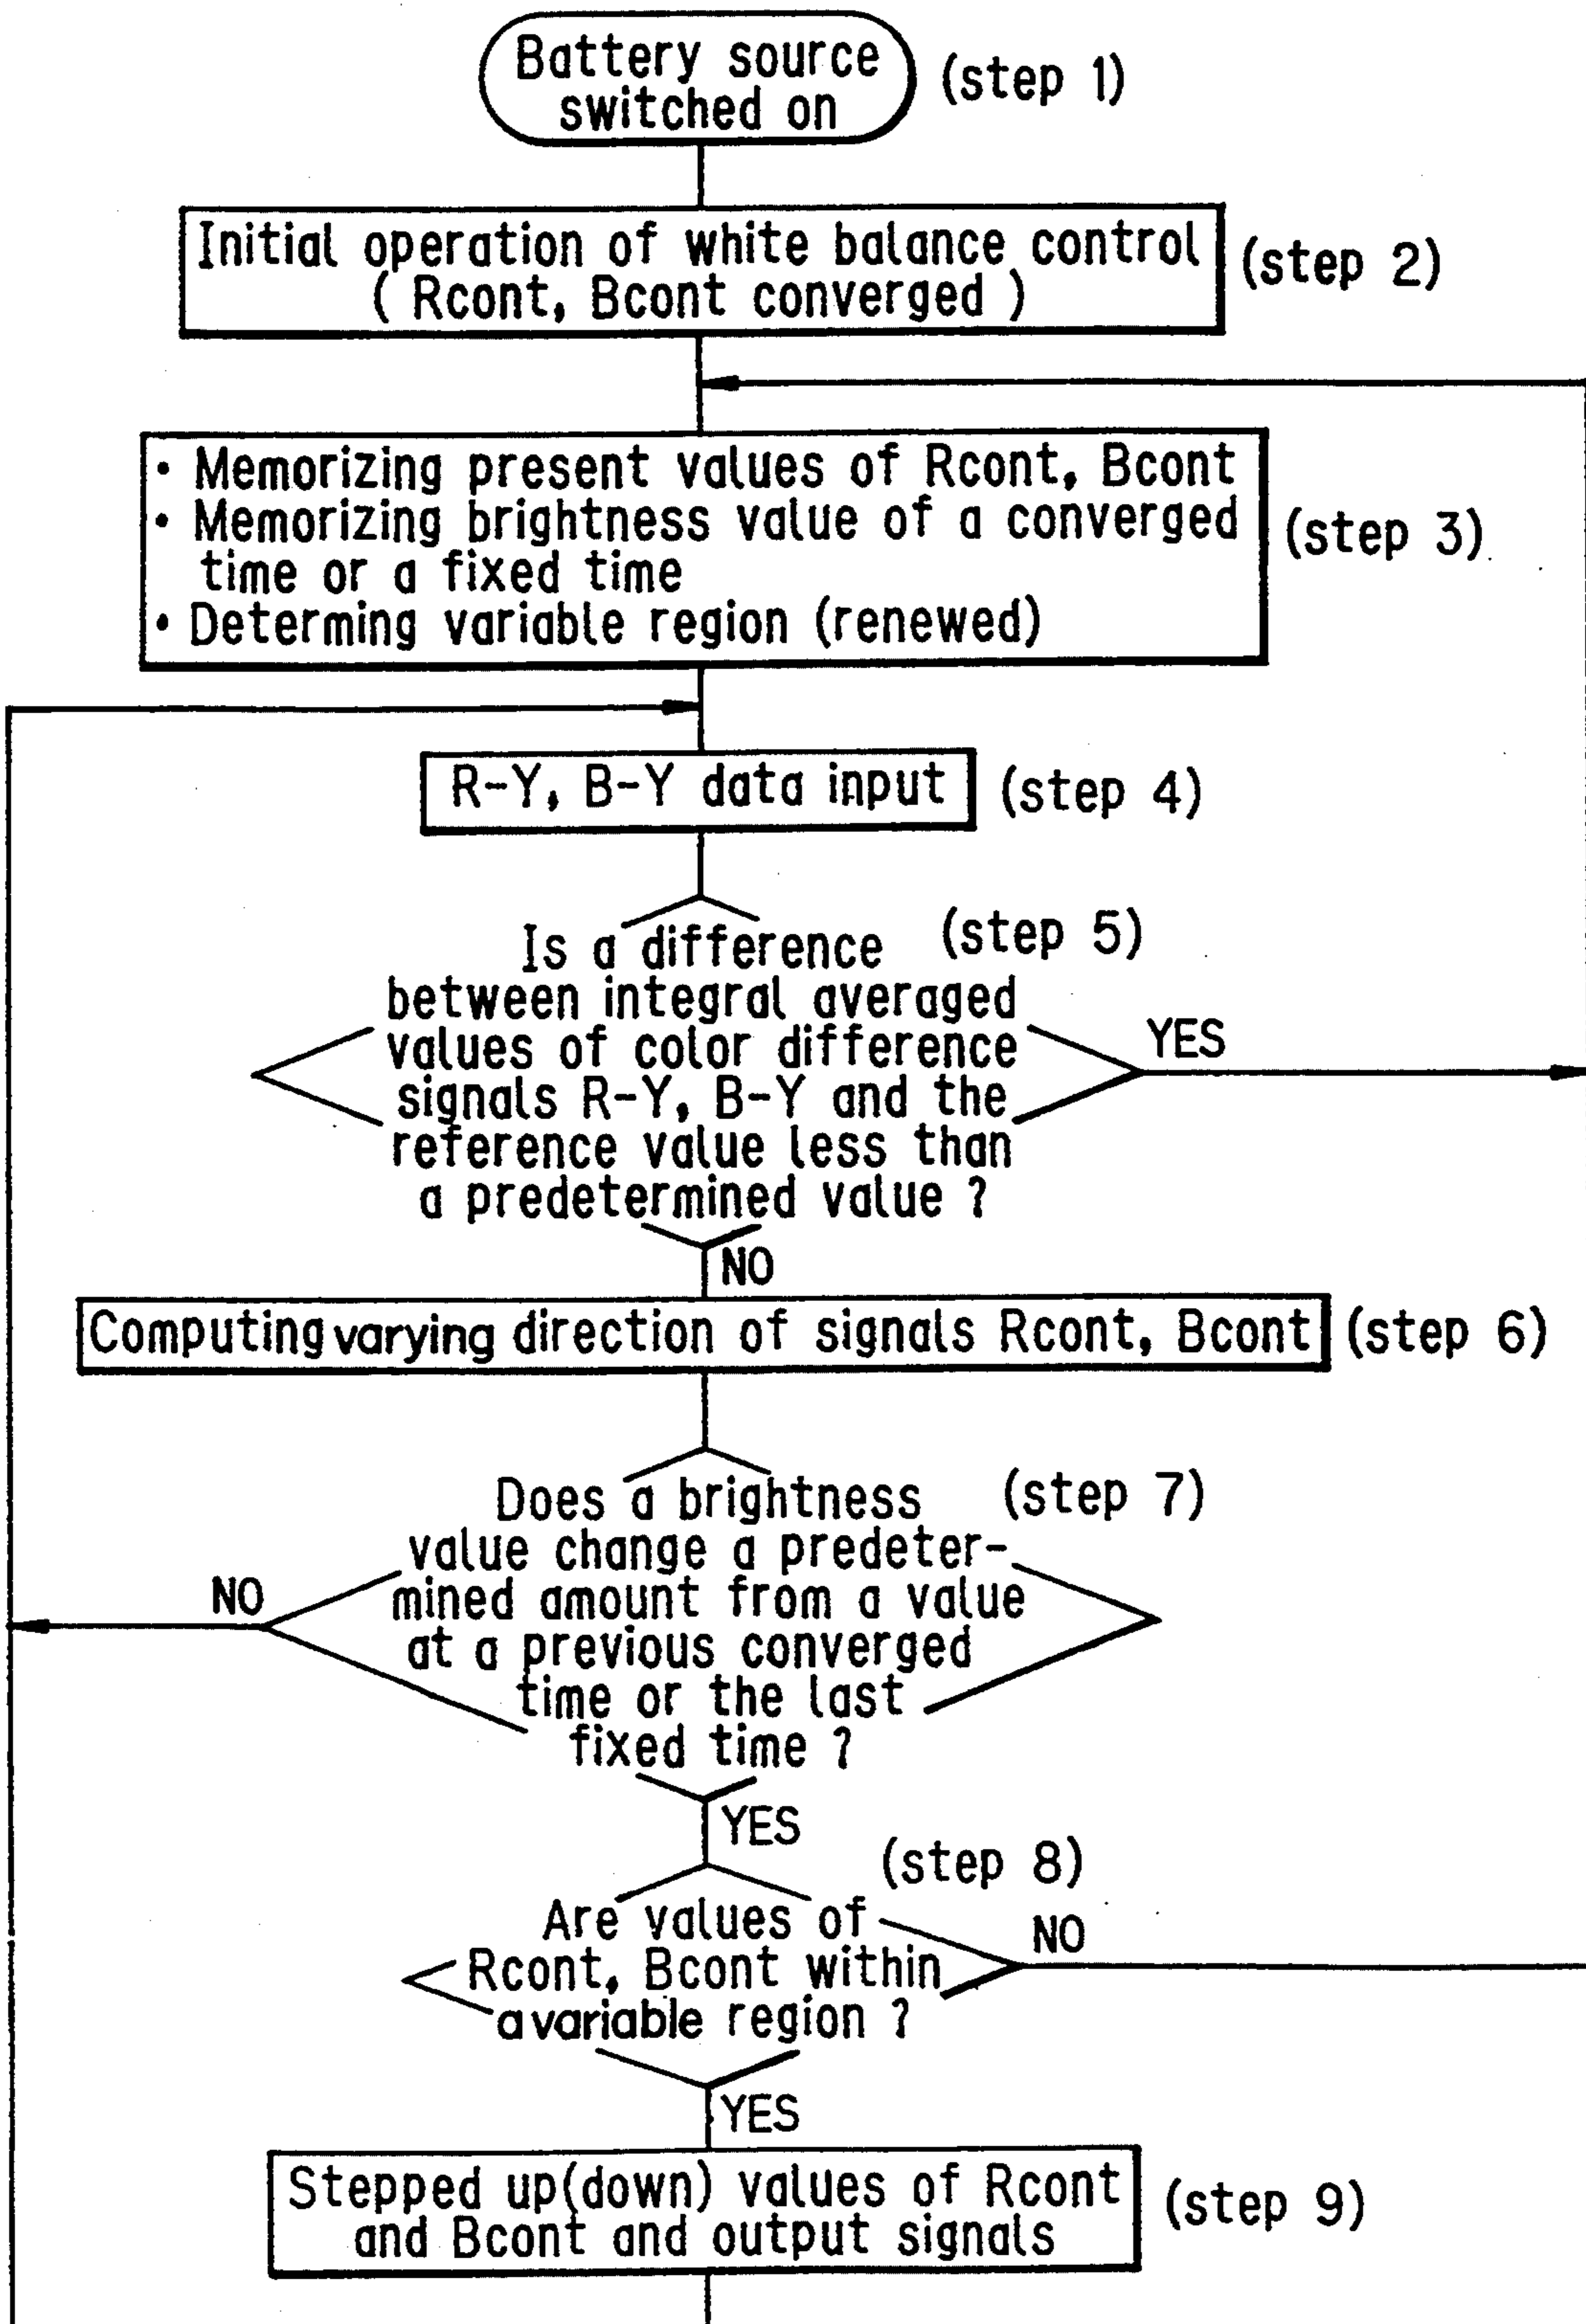 Battery source
switched on
(step 1)
Initial operation of white balance control
( Rcont, Bcont converged )
(step 2)
• Memorizing present values of Rcont, Bcont
• Memorizing brightness value of a converged
time or a fixed time
• Determing variable region (renewed)
(step 3)
R-Y, B-Y data input
(step 4)
Is a difference
(step 5)
between integral averaged
values of color difference
signals R-Y, B-Y and the
reference value less than
a predetermined value ?
YES
NO
Computing varying direction of signals Rcont, Bcont
(step 6)
Does a brightness
(step 7)
value change a predeter-
mined amount from a value
at a previous converged
time or the last
fixed time ?
NO
YES
(step 8)
Are values of
Rcont, Bcont within
a variable region ?
NO
YES
Stepped up(down) values of Rcont
and Bcont and output signals
(step 9)